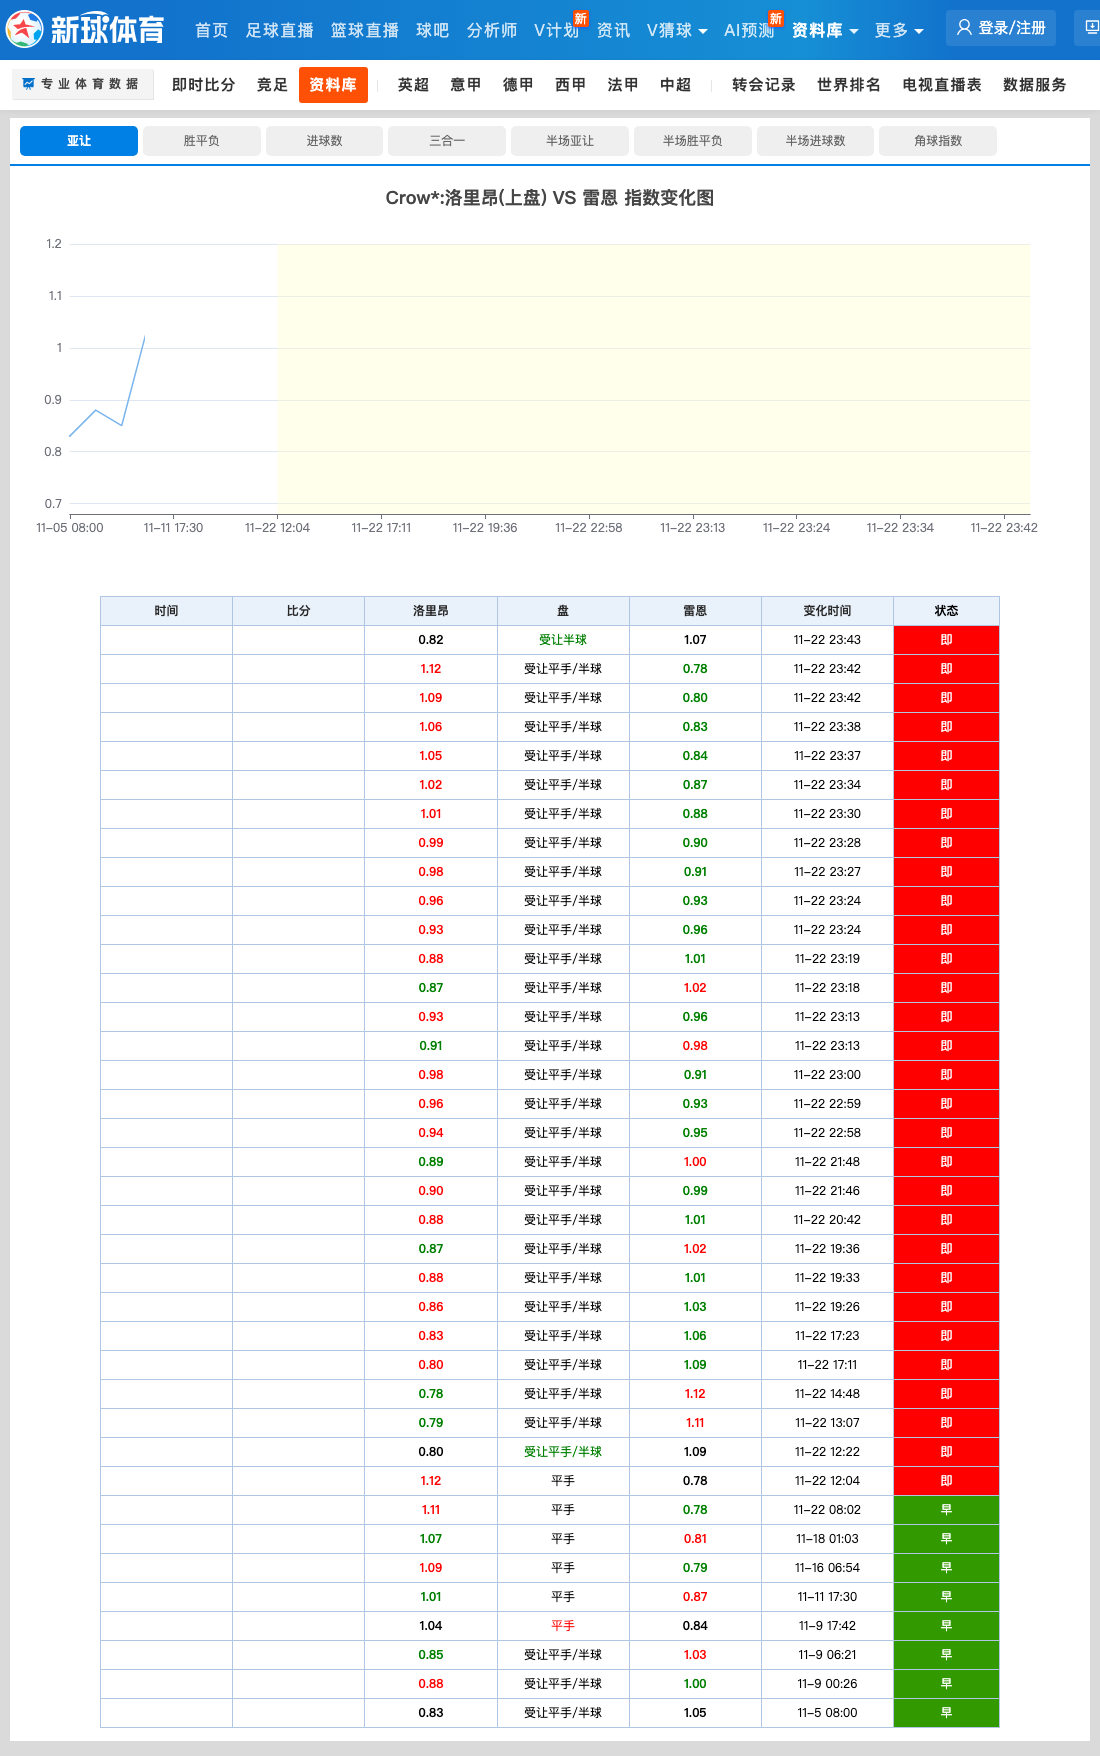 新球体育 首页 足球直播 篮球直播 球吧 分析师 V计划 新 资讯 V猜球 AI预测 新 资料库 更多 登录/注册
专业体育数据 即时比分 竞足 资料库 英超 意甲 德甲 西甲 法甲 中超 转会记录 世界排名 电视直播表 数据服务
亚让 胜平负 进球数 三合一 半场亚让 半场胜平负 半场进球数 角球指数
Crow*:洛里昂(上盘) VS 雷恩 指数变化图
1.2
1.1
1
0.9
0.8
0.7
11-05 08:00 11-11 17:30 11-22 12:04 11-22 17:11 11-22 19:36 11-22 22:58 11-22 23:13 11-22 23:24 11-22 23:34 11-22 23:42
时间 比分 洛里昂 盘 雷恩 变化时间 状态
0.82 受让半球 1.07 11-22 23:43 即
1.12 受让平手/半球 0.78 11-22 23:42 即
1.09 受让平手/半球 0.80 11-22 23:42 即
1.06 受让平手/半球 0.83 11-22 23:38 即
1.05 受让平手/半球 0.84 11-22 23:37 即
1.02 受让平手/半球 0.87 11-22 23:34 即
1.01 受让平手/半球 0.88 11-22 23:30 即
0.99 受让平手/半球 0.90 11-22 23:28 即
0.98 受让平手/半球 0.91 11-22 23:27 即
0.96 受让平手/半球 0.93 11-22 23:24 即
0.93 受让平手/半球 0.96 11-22 23:24 即
0.88 受让平手/半球 1.01 11-22 23:19 即
0.87 受让平手/半球 1.02 11-22 23:18 即
0.93 受让平手/半球 0.96 11-22 23:13 即
0.91 受让平手/半球 0.98 11-22 23:13 即
0.98 受让平手/半球 0.91 11-22 23:00 即
0.96 受让平手/半球 0.93 11-22 22:59 即
0.94 受让平手/半球 0.95 11-22 22:58 即
0.89 受让平手/半球 1.00 11-22 21:48 即
0.90 受让平手/半球 0.99 11-22 21:46 即
0.88 受让平手/半球 1.01 11-22 20:42 即
0.87 受让平手/半球 1.02 11-22 19:36 即
0.88 受让平手/半球 1.01 11-22 19:33 即
0.86 受让平手/半球 1.03 11-22 19:26 即
0.83 受让平手/半球 1.06 11-22 17:23 即
0.80 受让平手/半球 1.09 11-22 17:11 即
0.78 受让平手/半球 1.12 11-22 14:48 即
0.79 受让平手/半球 1.11 11-22 13:07 即
0.80 受让平手/半球 1.09 11-22 12:22 即
1.12 平手 0.78 11-22 12:04 即
1.11 平手 0.78 11-22 08:02 早
1.07 平手 0.81 11-18 01:03 早
1.09 平手 0.79 11-16 06:54 早
1.01 平手 0.87 11-11 17:30 早
1.04 平手 0.84 11-9 17:42 早
0.85 受让平手/半球 1.03 11-9 06:21 早
0.88 受让平手/半球 1.00 11-9 00:26 早
0.83 受让平手/半球 1.05 11-5 08:00 早